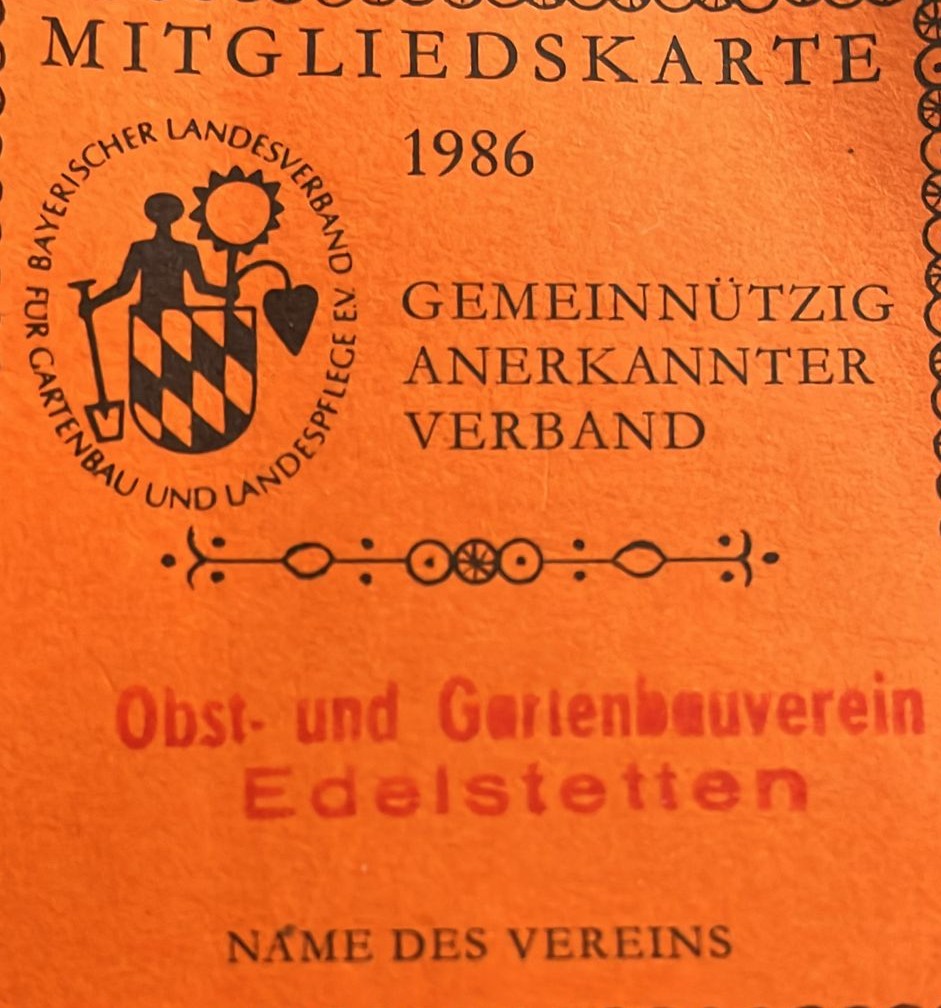 MITGLIEDSKARTE
1986
BAYERISCHER LANDESVERBAND FÜR GARTENBAU UND LANDESPFLEGE E.V.
GEMEINNÜTZIG
ANERKANNTER
VERBAND
Obst- und Gartenbauverein
Edelstetten
NAME DES VEREINS